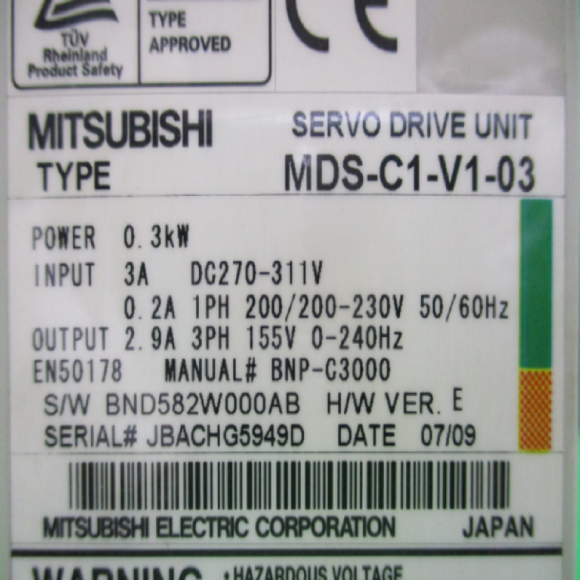 TÜV
Rheinland
Product Safety
TYPE
APPROVED
CE
MITSUBISHI SERVO DRIVE UNIT
TYPE MDS-C1-V1-03
POWER 0.3kW
INPUT 3A DC270-311V
0.2A 1PH 200/200-230V 50/60Hz
OUTPUT 2.9A 3PH 155V 0-240Hz
EN50178 MANUAL# BNP-C3000
S/W BND582W000AB H/W VER. E
SERIAL# JBACHG5949D DATE 07/09
MITSUBISHI ELECTRIC CORPORATION JAPAN
WARNING • HAZARDOUS VOLTAGE